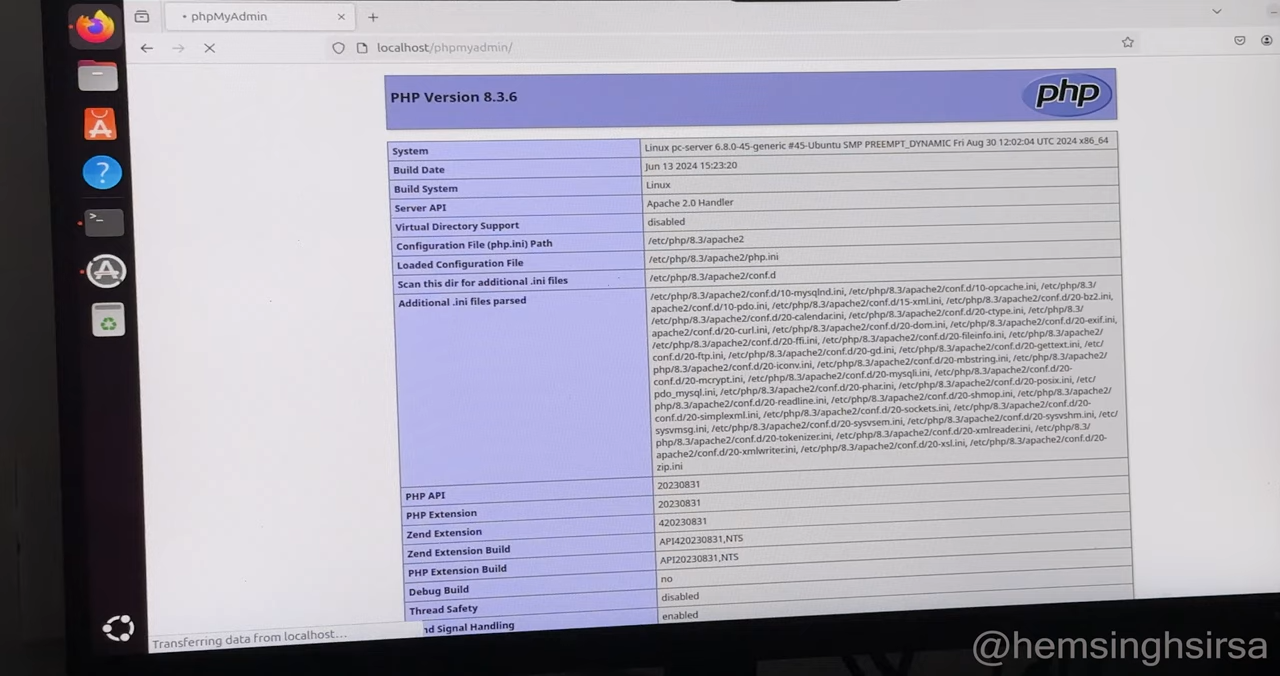 phpMyAdmin
localhost/phpmyadmin/
PHP Version 8.3.6
php
System
Linux pc-server 6.8.0-45-generic #45-Ubuntu SMP PREEMPT_DYNAMIC Fri Aug 30 12:02:04 UTC 2024 x86_64
Build Date
Jun 13 2024 15:23:20
Build System
Linux
Server API
Apache 2.0 Handler
Virtual Directory Support
disabled
Configuration File (php.ini) Path
/etc/php/8.3/apache2
Loaded Configuration File
/etc/php/8.3/apache2/php.ini
Scan this dir for additional .ini files
/etc/php/8.3/apache2/conf.d
Additional .ini files parsed
/etc/php/8.3/apache2/conf.d/10-mysqlnd.ini, /etc/php/8.3/apache2/conf.d/10-opcache.ini, /etc/php/8.3/
apache2/conf.d/10-pdo.ini, /etc/php/8.3/apache2/conf.d/15-xml.ini, /etc/php/8.3/apache2/conf.d/20-bz2.ini,
/etc/php/8.3/apache2/conf.d/20-calendar.ini, /etc/php/8.3/apache2/conf.d/20-ctype.ini, /etc/php/8.3/
apache2/conf.d/20-curl.ini, /etc/php/8.3/apache2/conf.d/20-dom.ini, /etc/php/8.3/apache2/conf.d/20-exif.ini,
/etc/php/8.3/apache2/conf.d/20-ffi.ini, /etc/php/8.3/apache2/conf.d/20-fileinfo.ini, /etc/php/8.3/apache2/
conf.d/20-ftp.ini, /etc/php/8.3/apache2/conf.d/20-gd.ini, /etc/php/8.3/apache2/conf.d/20-gettext.ini, /etc/
php/8.3/apache2/conf.d/20-iconv.ini, /etc/php/8.3/apache2/conf.d/20-mbstring.ini, /etc/php/8.3/apache2/
conf.d/20-mcrypt.ini, /etc/php/8.3/apache2/conf.d/20-mysqli.ini, /etc/php/8.3/apache2/conf.d/20-
pdo_mysql.ini, /etc/php/8.3/apache2/conf.d/20-phar.ini, /etc/php/8.3/apache2/conf.d/20-posix.ini, /etc/
php/8.3/apache2/conf.d/20-readline.ini, /etc/php/8.3/apache2/conf.d/20-shmop.ini, /etc/php/8.3/apache2/
conf.d/20-simplexml.ini, /etc/php/8.3/apache2/conf.d/20-sockets.ini, /etc/php/8.3/apache2/conf.d/20-
sysvmsg.ini, /etc/php/8.3/apache2/conf.d/20-sysvsem.ini, /etc/php/8.3/apache2/conf.d/20-sysvshm.ini, /etc/
php/8.3/apache2/conf.d/20-tokenizer.ini, /etc/php/8.3/apache2/conf.d/20-xmlreader.ini, /etc/php/8.3/
apache2/conf.d/20-xmlwriter.ini, /etc/php/8.3/apache2/conf.d/20-xsl.ini, /etc/php/8.3/apache2/conf.d/20-
zip.ini
PHP API
20230831
PHP Extension
20230831
Zend Extension
420230831
Zend Extension Build
API420230831,NTS
PHP Extension Build
API20230831,NTS
Debug Build
no
Thread Safety
disabled
nd Signal Handling
enabled
Transferring data from localhost...
@hemsinghsirsa